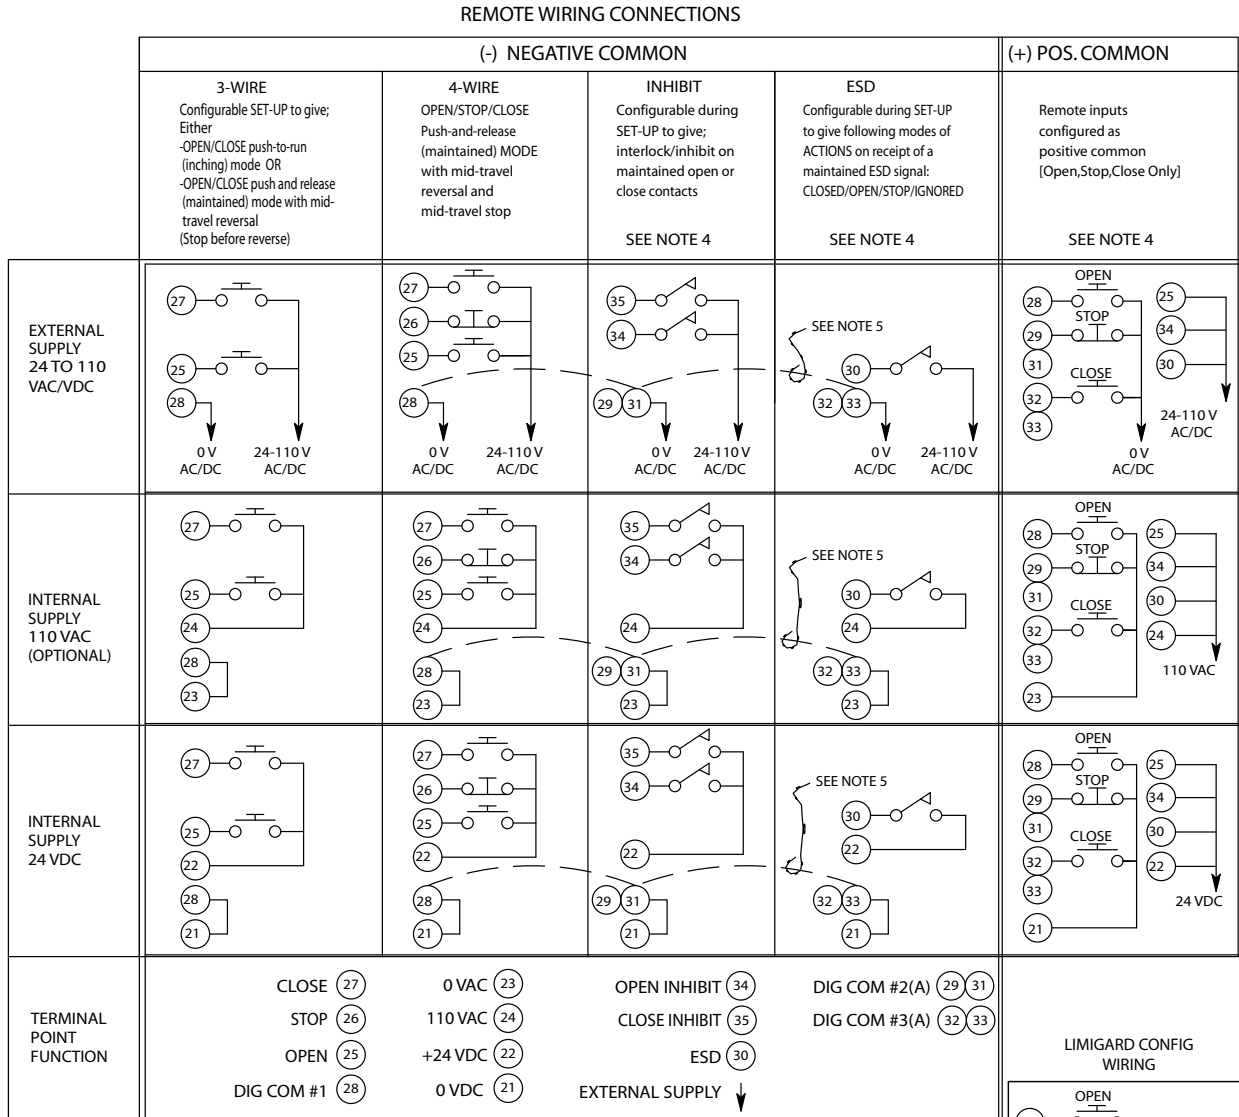 REMOTE WIRING CONNECTIONS
(-) NEGATIVE COMMON
(+) POS. COMMON
3-WIRE
Configurable SET-UP to give;
Either
-OPEN/CLOSE push-to-run
(inching) mode OR
-OPEN/CLOSE push and release
(maintained) mode with mid-
travel reversal
(Stop before reverse)
4-WIRE
OPEN/STOP/CLOSE
Push-and-release
(maintained) MODE
with mid-travel
reversal and
mid-travel stop
INHIBIT
Configurable during
SET-UP to give;
interlock/inhibit on
maintained open or
close contacts
SEE NOTE 4
ESD
Configurable during SET-UP
to give following modes of
ACTIONS on receipt of a
maintained ESD signal:
CLOSED/OPEN/STOP/IGNORED
SEE NOTE 4
Remote inputs
configured as
positive common
[Open,Stop,Close Only]
SEE NOTE 4
EXTERNAL
SUPPLY
24 TO 110
VAC/VDC
27
25
28
0 V
AC/DC
24-110 V
AC/DC
27
26
25
28
0 V
AC/DC
24-110 V
AC/DC
35
34
29 31
0 V
AC/DC
24-110 V
AC/DC
SEE NOTE 5
30
32 33
0 V
AC/DC
24-110 V
AC/DC
OPEN
28
STOP
29
31
CLOSE
32
33
0 V
AC/DC
25
34
30
24-110 V
AC/DC
INTERNAL
SUPPLY
110 VAC
(OPTIONAL)
27
25
24
28
23
27
26
25
24
28
23
35
34
24
29 31
23
SEE NOTE 5
30
24
32 33
23
OPEN
28
STOP
29
31
CLOSE
32
33
23
25
34
30
24
110 VAC
INTERNAL
SUPPLY
24 VDC
27
25
22
28
21
27
26
25
22
28
21
35
34
22
29 31
21
SEE NOTE 5
30
22
32 33
21
OPEN
28
STOP
29
31
CLOSE
32
33
21
25
34
30
22
24 VDC
TERMINAL
POINT
FUNCTION
CLOSE 27
STOP 26
OPEN 25
DIG COM #1 28
0 VAC 23
110 VAC 24
+24 VDC 22
0 VDC 21
OPEN INHIBIT 34
CLOSE INHIBIT 35
ESD 30
EXTERNAL SUPPLY
DIG COM #2(A) 29 31
DIG COM #3(A) 32 33
LIMIGARD CONFIG
WIRING
OPEN